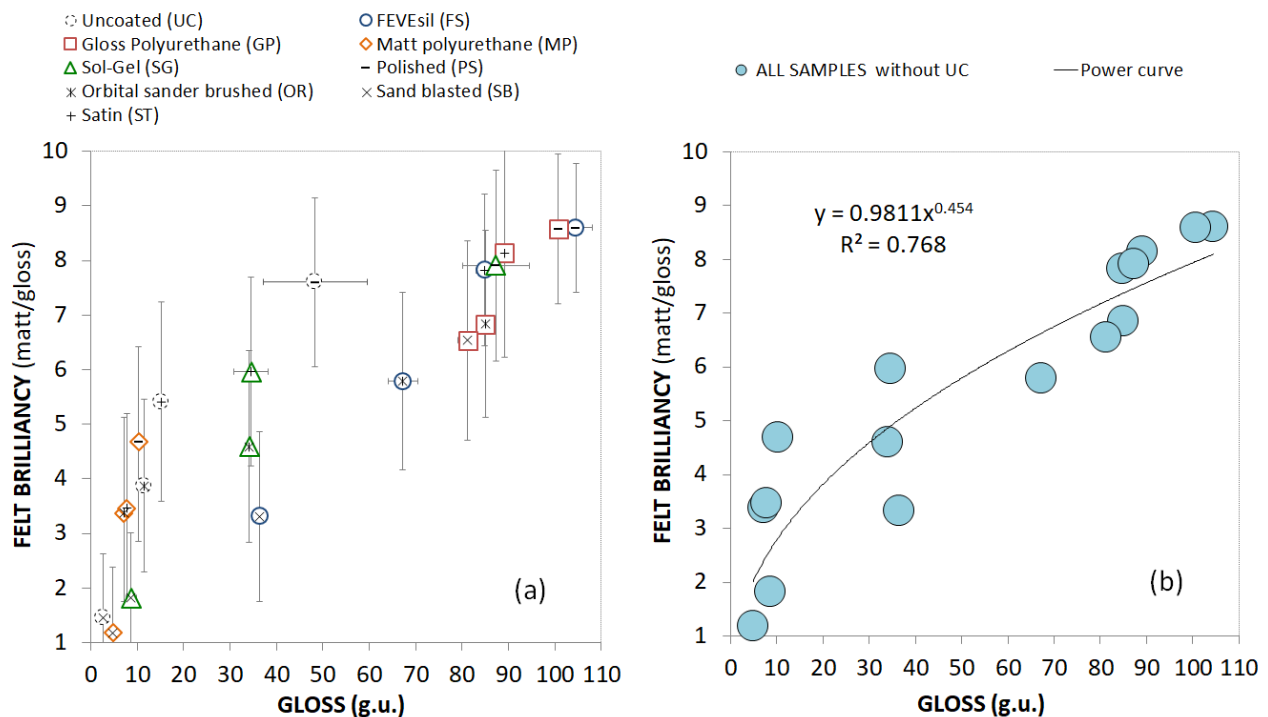 Uncoated (UC) FEVEsil (FS)
Gloss Polyurethane (GP) Matt polyurethane (MP)
Sol-Gel (SG) Polished (PS)
Orbital sander brushed (OR) Sand blasted (SB)
Satin (ST)
10
9
8
7
6
5
4
3
2
1
FELT BRILLIANCY (matt/gloss)
(a)
0 10 20 30 40 50 60 70 80 90 100 110
GLOSS (g.u.)
ALL SAMPLES without UC Power curve
10
9
8
7
6
5
4
3
2
1
FELT BRILLIANCY (matt/gloss)
y = 0.9811x^0.454
R² = 0.768
(b)
0 10 20 30 40 50 60 70 80 90 100 110
GLOSS (g.u.)